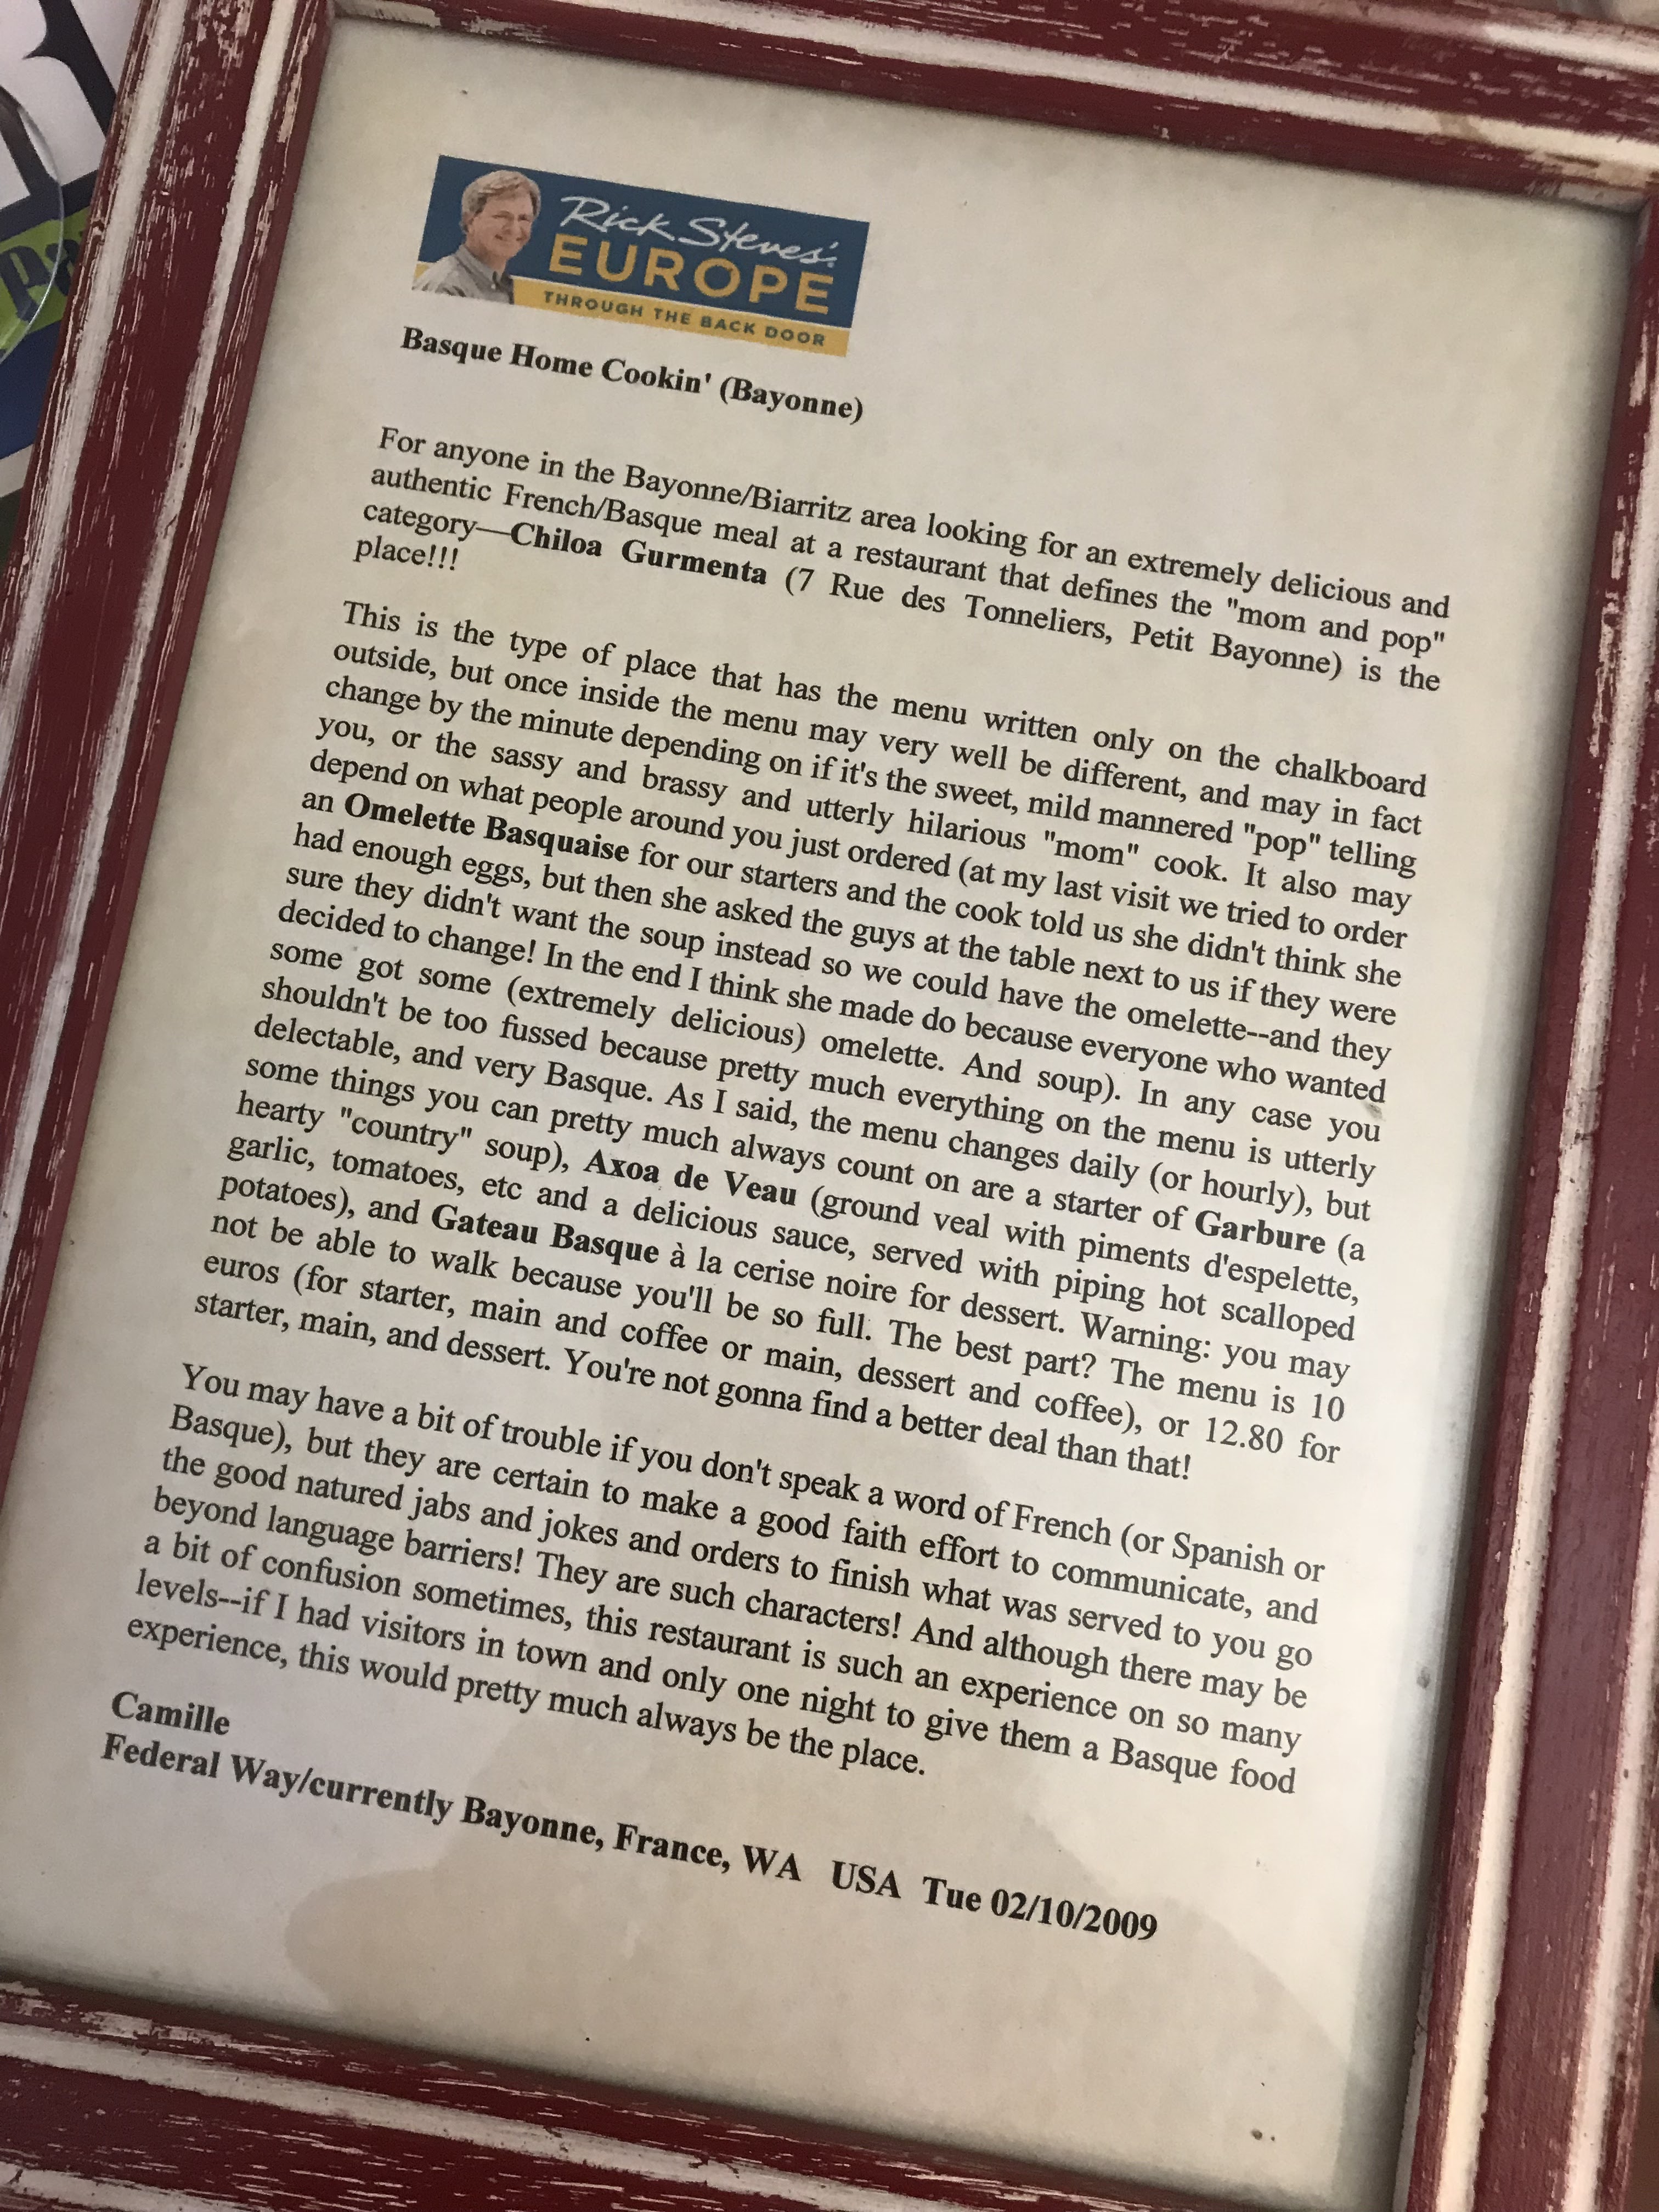 Rick Steves'
EUROPE
THROUGH THE BACK DOOR
Basque Home Cookin' (Bayonne)
For anyone in the Bayonne/Biarritz area looking for an extremely delicious and
authentic French/Basque meal at a restaurant that defines the "mom and pop"
category—Chiloa Gurmenta (7 Rue des Tonneliers, Petit Bayonne) is the
place!!!
This is the type of place that has the menu written only on the chalkboard
outside, but once inside the menu may very well be different, and may in fact
change by the minute depending on if it's the sweet, mild mannered "pop" telling
you, or the sassy and brassy and utterly hilarious "mom" cook. It also may
depend on what people around you just ordered (at my last visit we tried to order
an Omelette Basquaise for our starters and the cook told us she didn't think she
had enough eggs, but then she asked the guys at the table next to us if they were
sure they didn't want the soup instead so we could have the omelette--and they
decided to change! In the end I think she made do because everyone who wanted
some got some (extremely delicious) omelette. And soup). In any case you
shouldn't be too fussed because pretty much everything on the menu is utterly
delectable, and very Basque. As I said, the menu changes daily (or hourly), but
some things you can pretty much always count on are a starter of Garbure (a
hearty "country" soup), Axoa de Veau (ground veal with piments d'espelette,
garlic, tomatoes, etc and a delicious sauce, served with piping hot scalloped
potatoes), and Gateau Basque à la cerise noire for dessert. Warning: you may
not be able to walk because you'll be so full. The best part? The menu is 10
euros (for starter, main and coffee or main, dessert and coffee), or 12.80 for
starter, main, and dessert. You're not gonna find a better deal than that!
You may have a bit of trouble if you don't speak a word of French (or Spanish or
Basque), but they are certain to make a good faith effort to communicate, and
the good natured jabs and jokes and orders to finish what was served to you go
beyond language barriers! They are such characters! And although there may be
a bit of confusion sometimes, this restaurant is such an experience on so many
levels--if I had visitors in town and only one night to give them a Basque food
experience, this would pretty much always be the place.
Camille
Federal Way/currently Bayonne, France, WA USA Tue 02/10/2009